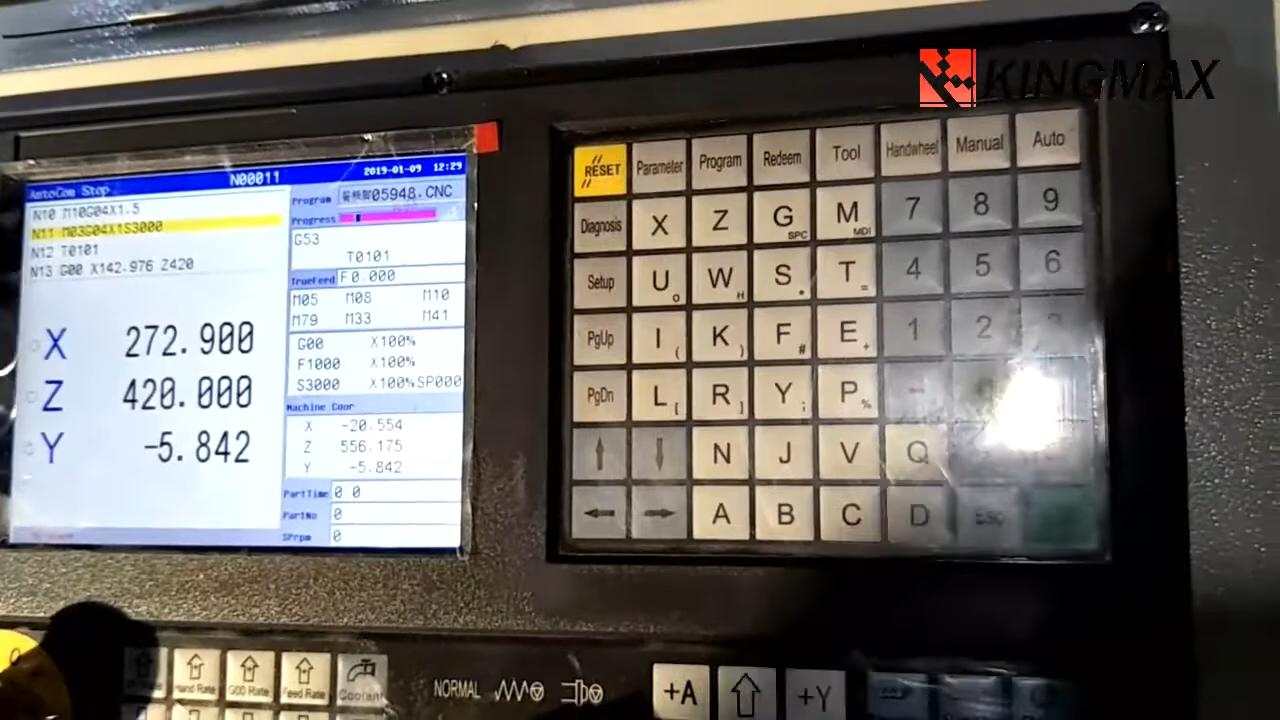 KINGMAX
AutoCom Stop N00011 2019-01-09 12:29
N10 M10G04X1.5
N11 M03G04X1S3000
N12 T0101
N13 G00 X142.976 Z420
X 272.900
Z 420.000
Y -5.842
Program 05948.CNC
Progress
G53
T0101
TrueFeed F0.000
M05 M08 M10
M79 M33 M41
G00 X100%
F1000 X100%
S3000 X100% SP000
Machine Coor
X -20.554
Z 556.175
Y -5.842
PartTime 0 0
PartNo 0
SPrpm 0
RESET Parameter Program Redeem Tool Handwheel Manual Auto
Diagnosis X Z G SPC M MDI 7 8 9
Setup U O W H S * T = 4 5 6
PgUp I ( K ) F # E + 1 2 3
PgDn L [ R ] Y ; P % -
N J V Q
A B C D ESC
Hand Rate G00 Rate Feed Rate Coolant
NORMAL
+A +Y